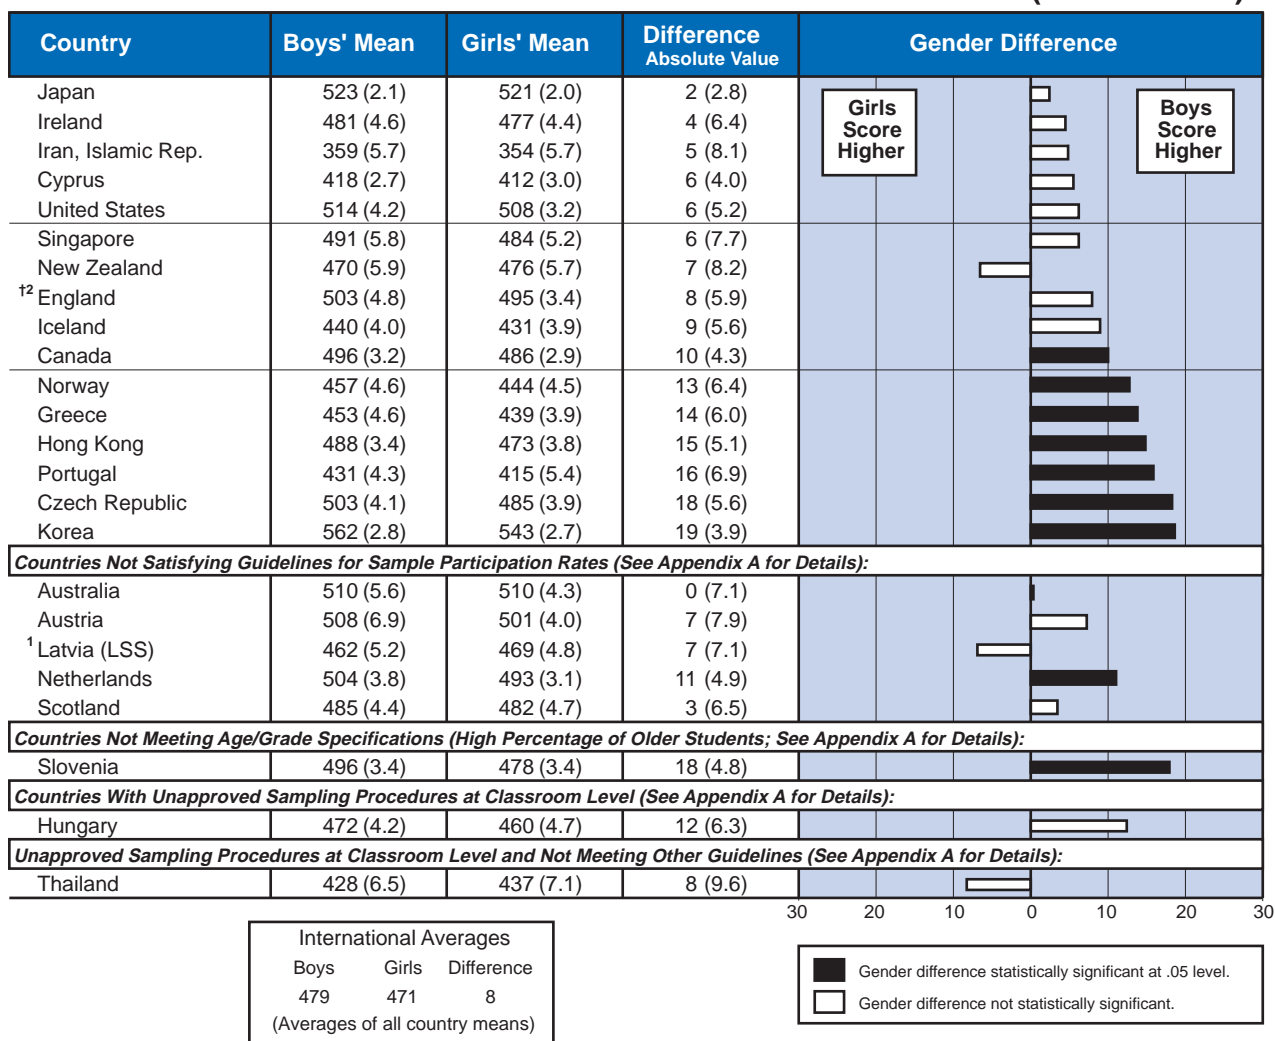 Country Boys' Mean Girls' Mean Difference Absolute Value Gender Difference
Girls Score Higher
Boys Score Higher
Japan 523 (2.1) 521 (2.0) 2 (2.8)
Ireland 481 (4.6) 477 (4.4) 4 (6.4)
Iran, Islamic Rep. 359 (5.7) 354 (5.7) 5 (8.1)
Cyprus 418 (2.7) 412 (3.0) 6 (4.0)
United States 514 (4.2) 508 (3.2) 6 (5.2)
Singapore 491 (5.8) 484 (5.2) 6 (7.7)
New Zealand 470 (5.9) 476 (5.7) 7 (8.2)
†2 England 503 (4.8) 495 (3.4) 8 (5.9)
Iceland 440 (4.0) 431 (3.9) 9 (5.6)
Canada 496 (3.2) 486 (2.9) 10 (4.3)
Norway 457 (4.6) 444 (4.5) 13 (6.4)
Greece 453 (4.6) 439 (3.9) 14 (6.0)
Hong Kong 488 (3.4) 473 (3.8) 15 (5.1)
Portugal 431 (4.3) 415 (5.4) 16 (6.9)
Czech Republic 503 (4.1) 485 (3.9) 18 (5.6)
Korea 562 (2.8) 543 (2.7) 19 (3.9)
Countries Not Satisfying Guidelines for Sample Participation Rates (See Appendix A for Details):
Australia 510 (5.6) 510 (4.3) 0 (7.1)
Austria 508 (6.9) 501 (4.0) 7 (7.9)
1 Latvia (LSS) 462 (5.2) 469 (4.8) 7 (7.1)
Netherlands 504 (3.8) 493 (3.1) 11 (4.9)
Scotland 485 (4.4) 482 (4.7) 3 (6.5)
Countries Not Meeting Age/Grade Specifications (High Percentage of Older Students; See Appendix A for Details):
Slovenia 496 (3.4) 478 (3.4) 18 (4.8)
Countries With Unapproved Sampling Procedures at Classroom Level (See Appendix A for Details):
Hungary 472 (4.2) 460 (4.7) 12 (6.3)
Unapproved Sampling Procedures at Classroom Level and Not Meeting Other Guidelines (See Appendix A for Details):
Thailand 428 (6.5) 437 (7.1) 8 (9.6)
30 20 10 0 10 20 30
International Averages
Boys Girls Difference
479 471 8
(Averages of all country means)
Gender difference statistically significant at .05 level.
Gender difference not statistically significant.